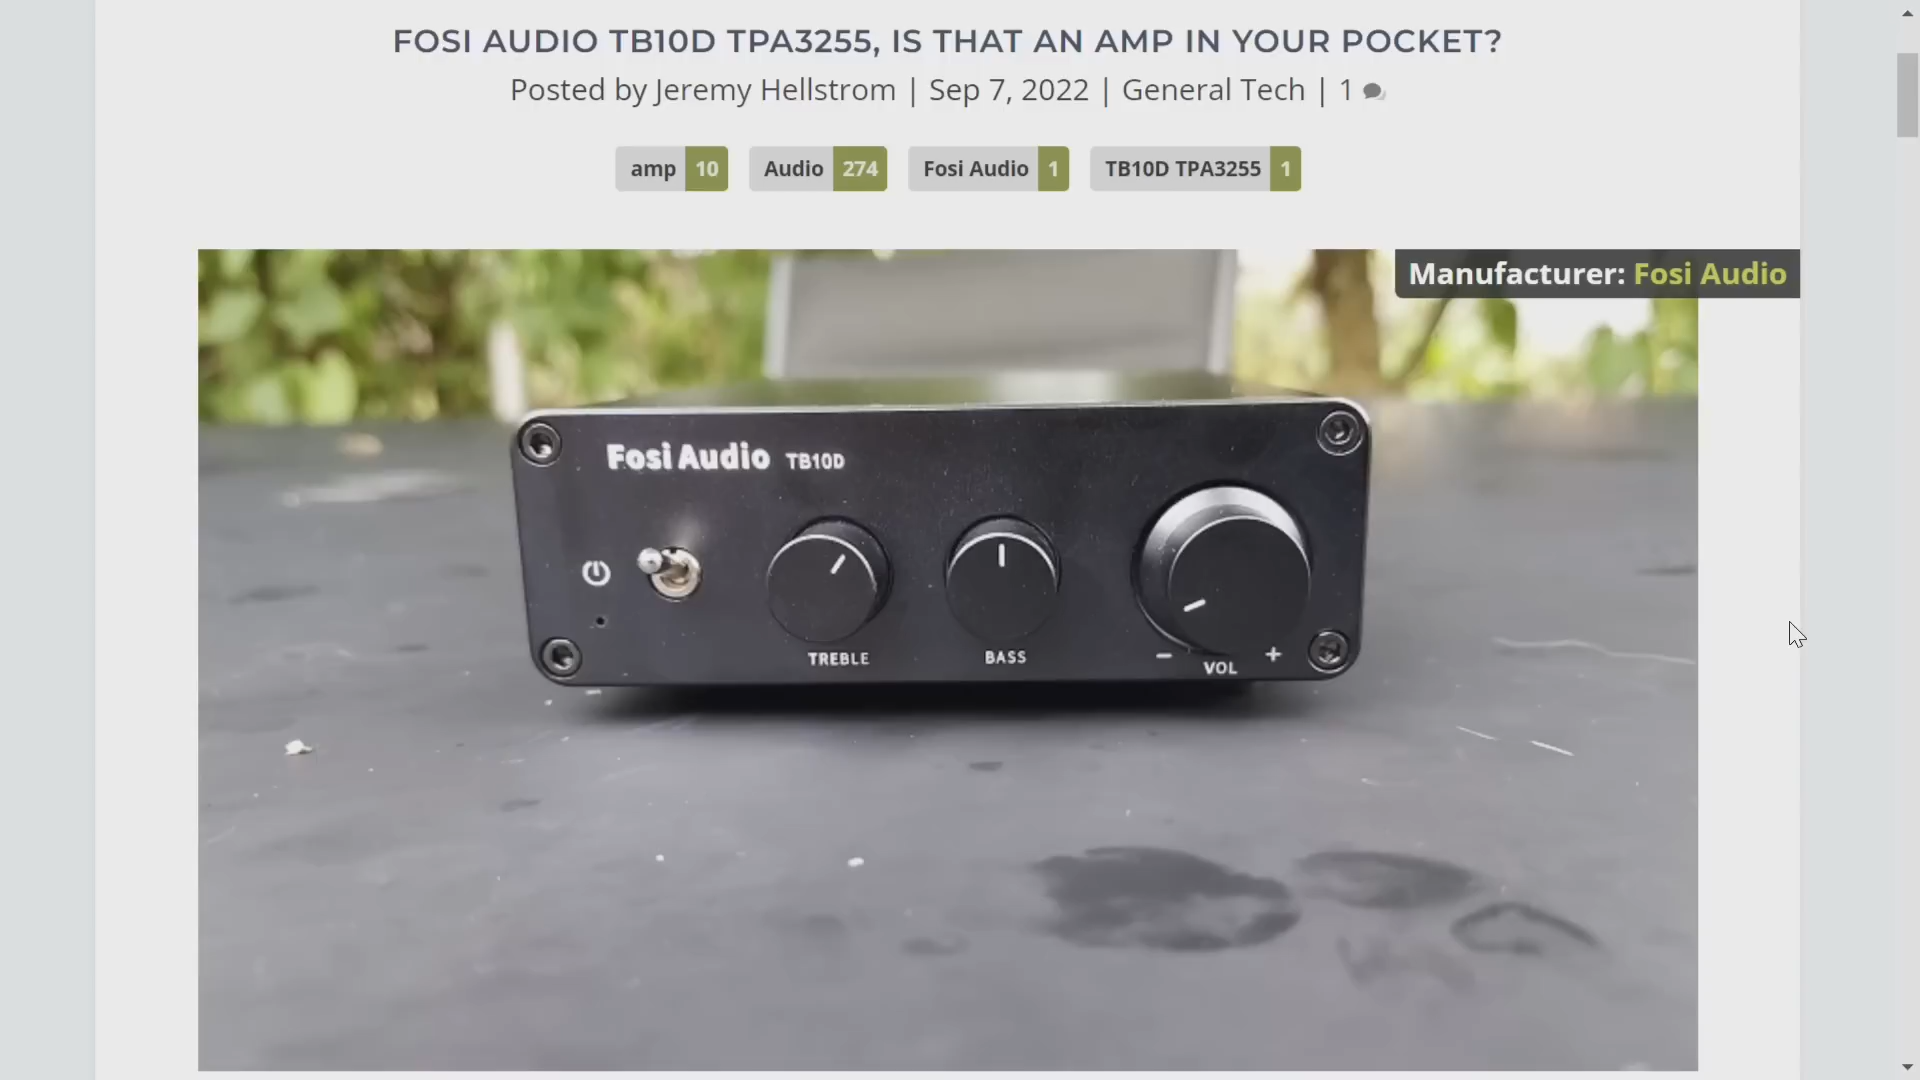 FOSI AUDIO TB10D TPA3255, IS THAT AN AMP IN YOUR POCKET?
Posted by Jeremy Hellstrom | Sep 7, 2022 | General Tech | 1
amp 10 Audio 274 Fosi Audio 1 TB10D TPA3255 1
Manufacturer: Fosi Audio
Fosi Audio TB10D
TREBLE BASS - VOL +